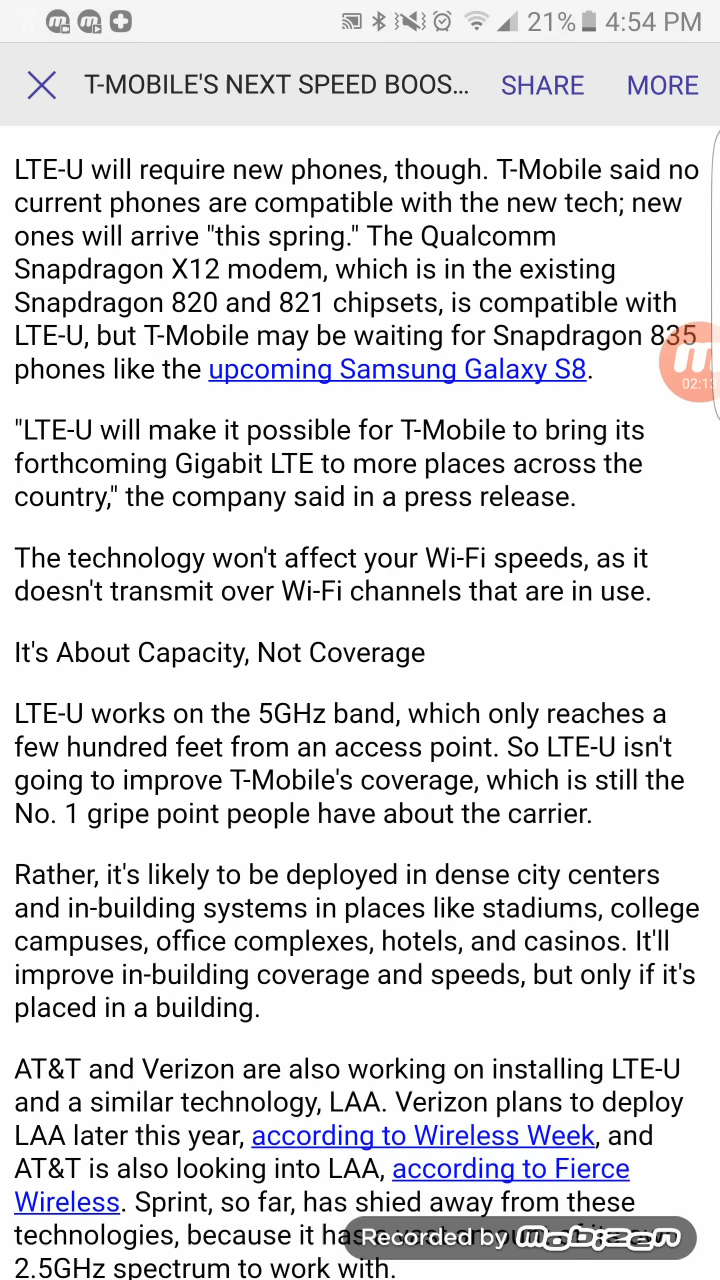 21% 4:54 PM
T-MOBILE'S NEXT SPEED BOOS... SHARE MORE
LTE-U will require new phones, though. T-Mobile said no
current phones are compatible with the new tech; new
ones will arrive "this spring." The Qualcomm
Snapdragon X12 modem, which is in the existing
Snapdragon 820 and 821 chipsets, is compatible with
LTE-U, but T-Mobile may be waiting for Snapdragon 835
phones like the upcoming Samsung Galaxy S8.
"LTE-U will make it possible for T-Mobile to bring its
forthcoming Gigabit LTE to more places across the
country," the company said in a press release.
The technology won't affect your Wi-Fi speeds, as it
doesn't transmit over Wi-Fi channels that are in use.
It's About Capacity, Not Coverage
LTE-U works on the 5GHz band, which only reaches a
few hundred feet from an access point. So LTE-U isn't
going to improve T-Mobile's coverage, which is still the
No. 1 gripe point people have about the carrier.
Rather, it's likely to be deployed in dense city centers
and in-building systems in places like stadiums, college
campuses, office complexes, hotels, and casinos. It'll
improve in-building coverage and speeds, but only if it's
placed in a building.
AT&T and Verizon are also working on installing LTE-U
and a similar technology, LAA. Verizon plans to deploy
LAA later this year, according to Wireless Week, and
AT&T is also looking into LAA, according to Fierce
Wireless. Sprint, so far, has shied away from these
technologies, because it has
Recorded by mobizen
2.5GHz spectrum to work with.